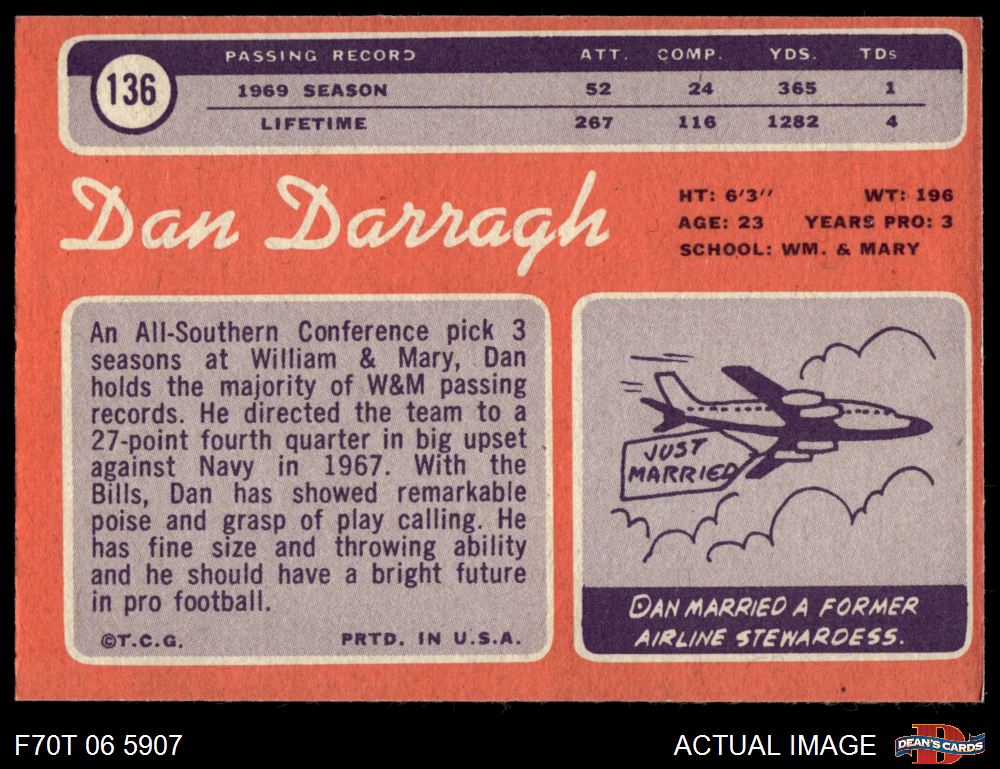 136
PASSING RECORD ATT. COMP. YDS. TDs
1969 SEASON 52 24 365 1
LIFETIME 267 116 1282 4
Dan Darragh
HT: 6'3'' WT: 196
AGE: 23 YEARS PRO: 3
SCHOOL: WM. & MARY
An All-Southern Conference pick 3
seasons at William & Mary, Dan
holds the majority of W&M passing
records. He directed the team to a
27-point fourth quarter in big upset
against Navy in 1967. With the
Bills, Dan has showed remarkable
poise and grasp of play calling. He
has fine size and throwing ability
and he should have a bright future
in pro football.
©T.C.G. PRTD. IN U.S.A.
JUST
MARRIED
DAN MARRIED A FORMER
AIRLINE STEWARDESS.
F70T 06 5907
ACTUAL IMAGE
D
DEAN'S CARDS